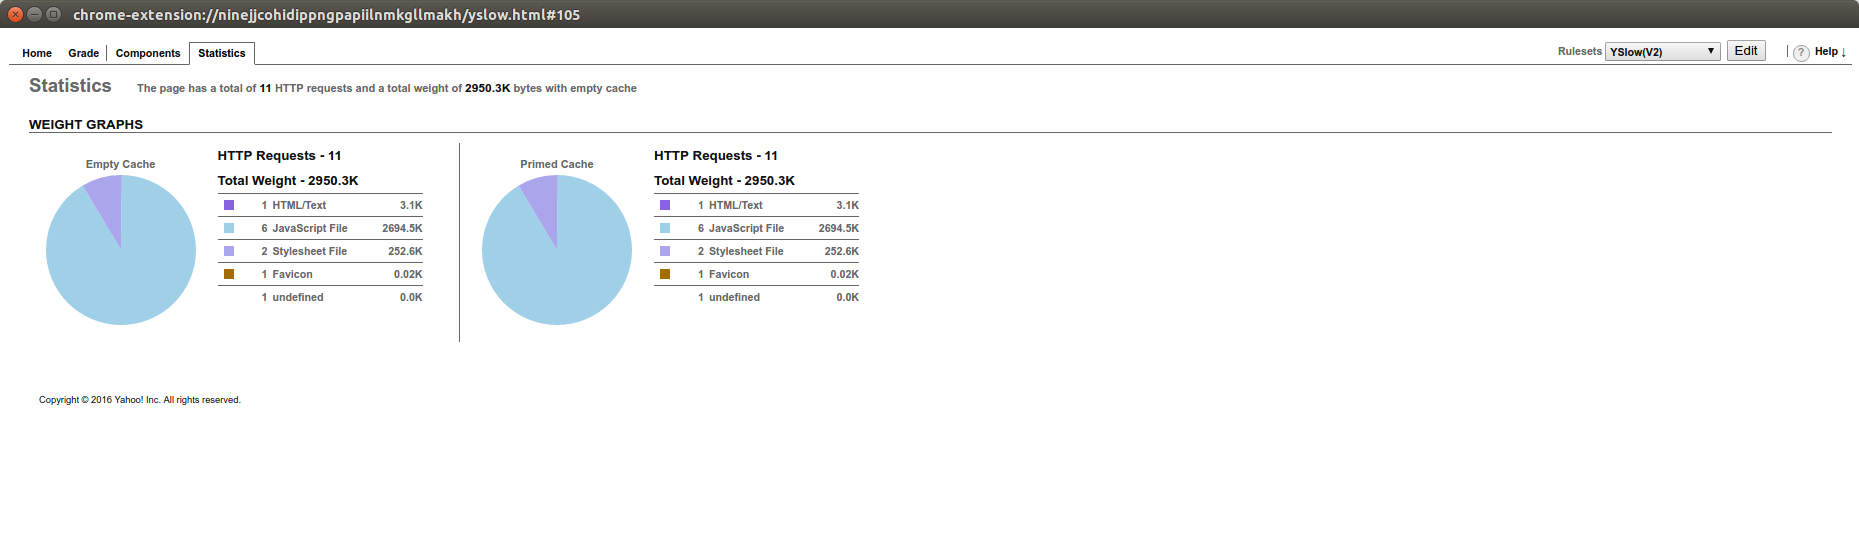 chrome-extension://ninejjcohidippngpapiilnmkgllmakh/yslow.html#105
Home Grade Components Statistics Rulesets YSlow(V2) Edit ? Help ↓
Statistics The page has a total of 11 HTTP requests and a total weight of 2950.3K bytes with empty cache
WEIGHT GRAPHS
Empty Cache
HTTP Requests - 11
Total Weight - 2950.3K
1 HTML/Text 3.1K
6 JavaScript File 2694.5K
2 Stylesheet File 252.6K
1 Favicon 0.02K
1 undefined 0.0K
Primed Cache
HTTP Requests - 11
Total Weight - 2950.3K
1 HTML/Text 3.1K
6 JavaScript File 2694.5K
2 Stylesheet File 252.6K
1 Favicon 0.02K
1 undefined 0.0K
Copyright © 2016 Yahoo! Inc. All rights reserved.